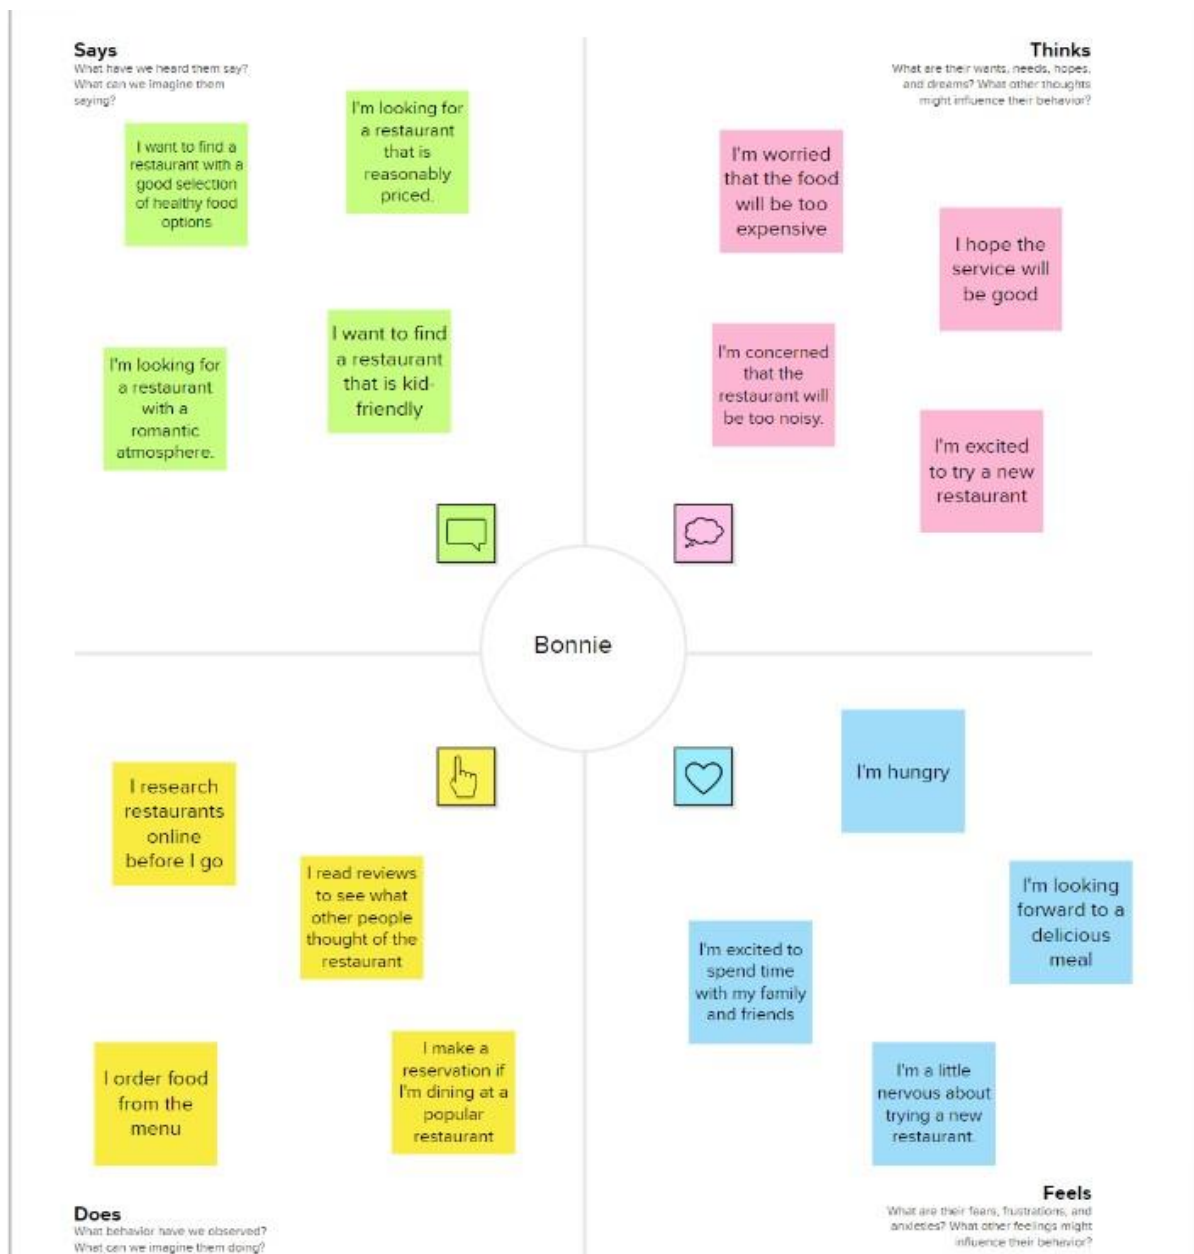 Says
What have we heard them say?
What can we imagine them
saying?
I want to find a
restaurant with a
good selection
of healthy food
options
I'm looking for
a restaurant
that is
reasonably
priced.
I'm looking for
a restaurant
with a
romantic
atmosphere.
I want to find
a restaurant
that is kid-
friendly
Thinks
What are their wants, needs, hopes,
and dreams? What other thoughts
might influence their behavior?
I'm worried
that the food
will be too
expensive
I hope the
service will
be good
I'm concerned
that the
restaurant will
be too noisy.
I'm excited
to try a new
restaurant
Bonnie
I research
restaurants
online
before I go
I read reviews
to see what
other people
thought of the
restaurant
I order food
from the
menu
I make a
reservation if
I'm dining at a
popular
restaurant
Does
What behavior have we observed?
What can we imagine them doing?
I'm hungry
I'm looking
forward to a
delicious
meal
I'm excited to
spend time
with my family
and friends
I'm a little
nervous about
trying a new
restaurant.
Feels
What are their fears, frustrations, and
anxieties? What other feelings might
influence their behavior?